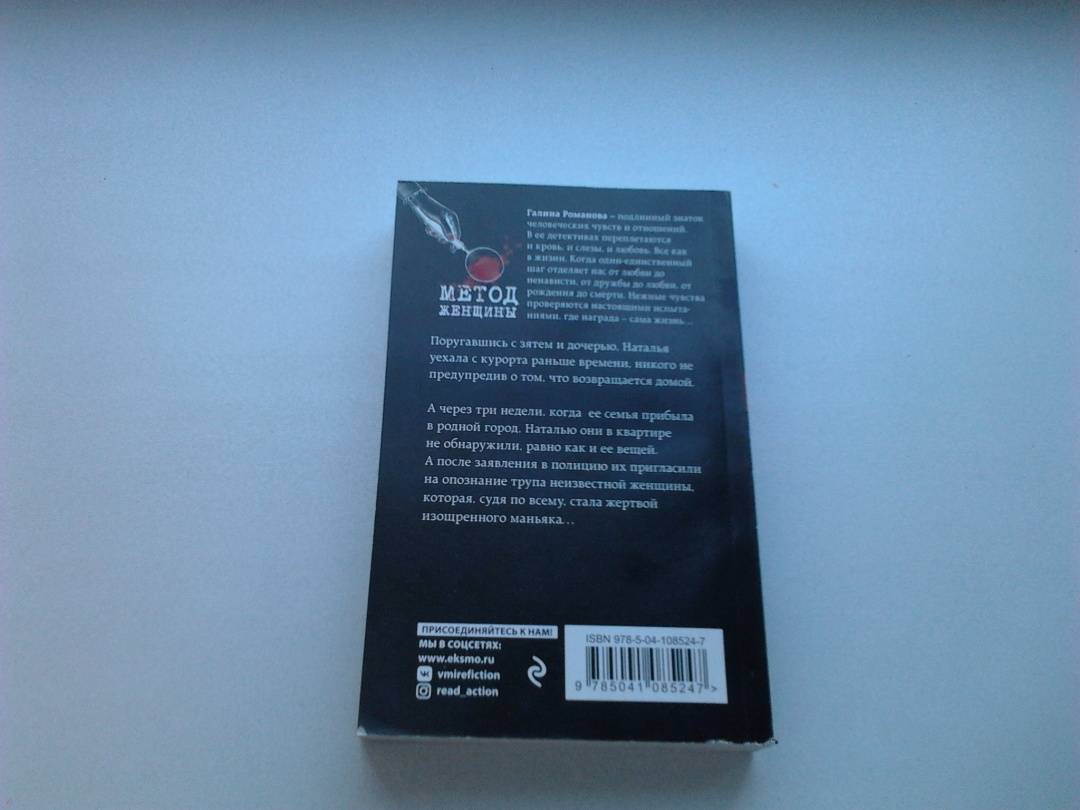 Галина Романова – подлинный знаток
человеческих чувств и отношений.
В ее детективах переплетаются
и кровь, и слезы, и любовь. Все как
в жизни. Когда один-единственный
шаг отделяет нас от любви до
ненависти, от дружбы до любви, от
рождения до смерти. Нежные чувства
проверяются настоящими испыта-
ниями, где награда – сама жизнь...
МЕТОД
ЖЕНЩИНЫ
Поругавшись с зятем и дочерью, Наталья
уехала с курорта раньше времени, никого не
предупредив о том, что возвращается домой.
А через три недели, когда ее семья прибыла
в родной город, Наталью они в квартире
не обнаружили, равно как и ее вещей.
А после заявления в полицию их пригласили
на опознание трупа неизвестной женщины,
которая, судя по всему, стала жертвой
изощренного маньяка...
ПРИСОЕДИНЯЙТЕСЬ К НАМ!
МЫ В СОЦСЕТЯХ:
www.eksmo.ru
vmirefiction
read_action
ISBN 978-5-04-108524-7
9 785041 085247 >